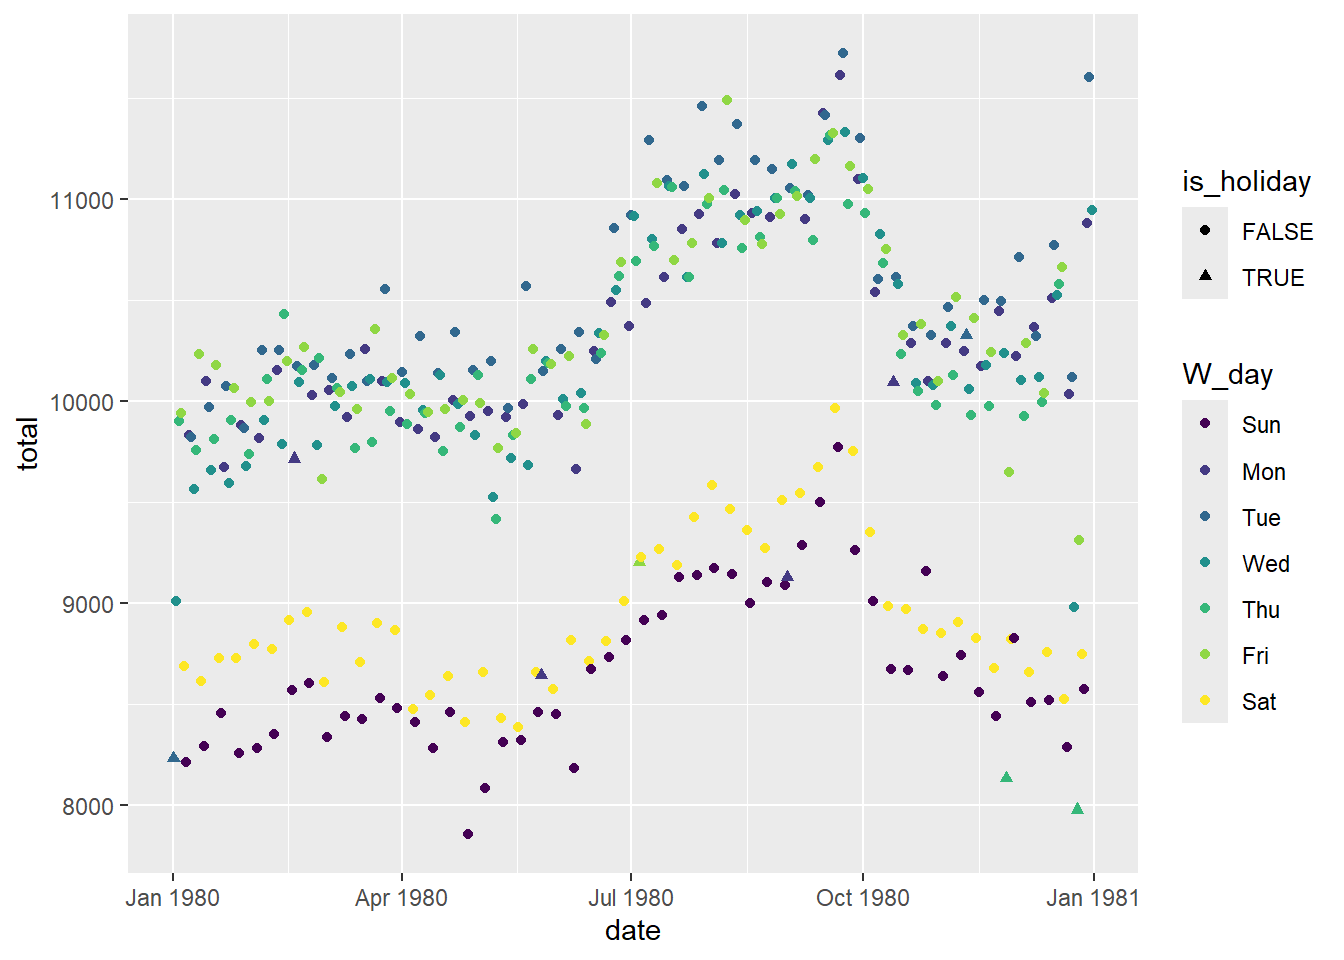 total
11000
10000
9000
8000
Jan 1980
Apr 1980
Jul 1980
Oct 1980
Jan 1981
date
is_holiday
FALSE
TRUE
W_day
Sun
Mon
Tue
Wed
Thu
Fri
Sat